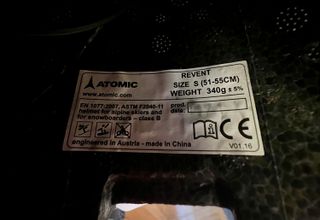 ATOMIC
www.atomic.com
REVENT
SIZE S (51-55CM)
WEIGHT 340g ± 5%
EN 1077:2007, ASTM F2040-11
helmet for alpine skiers and
for snowboarders - class B
prod.
date:
CE
V01.16
engineered in Austria - made in China